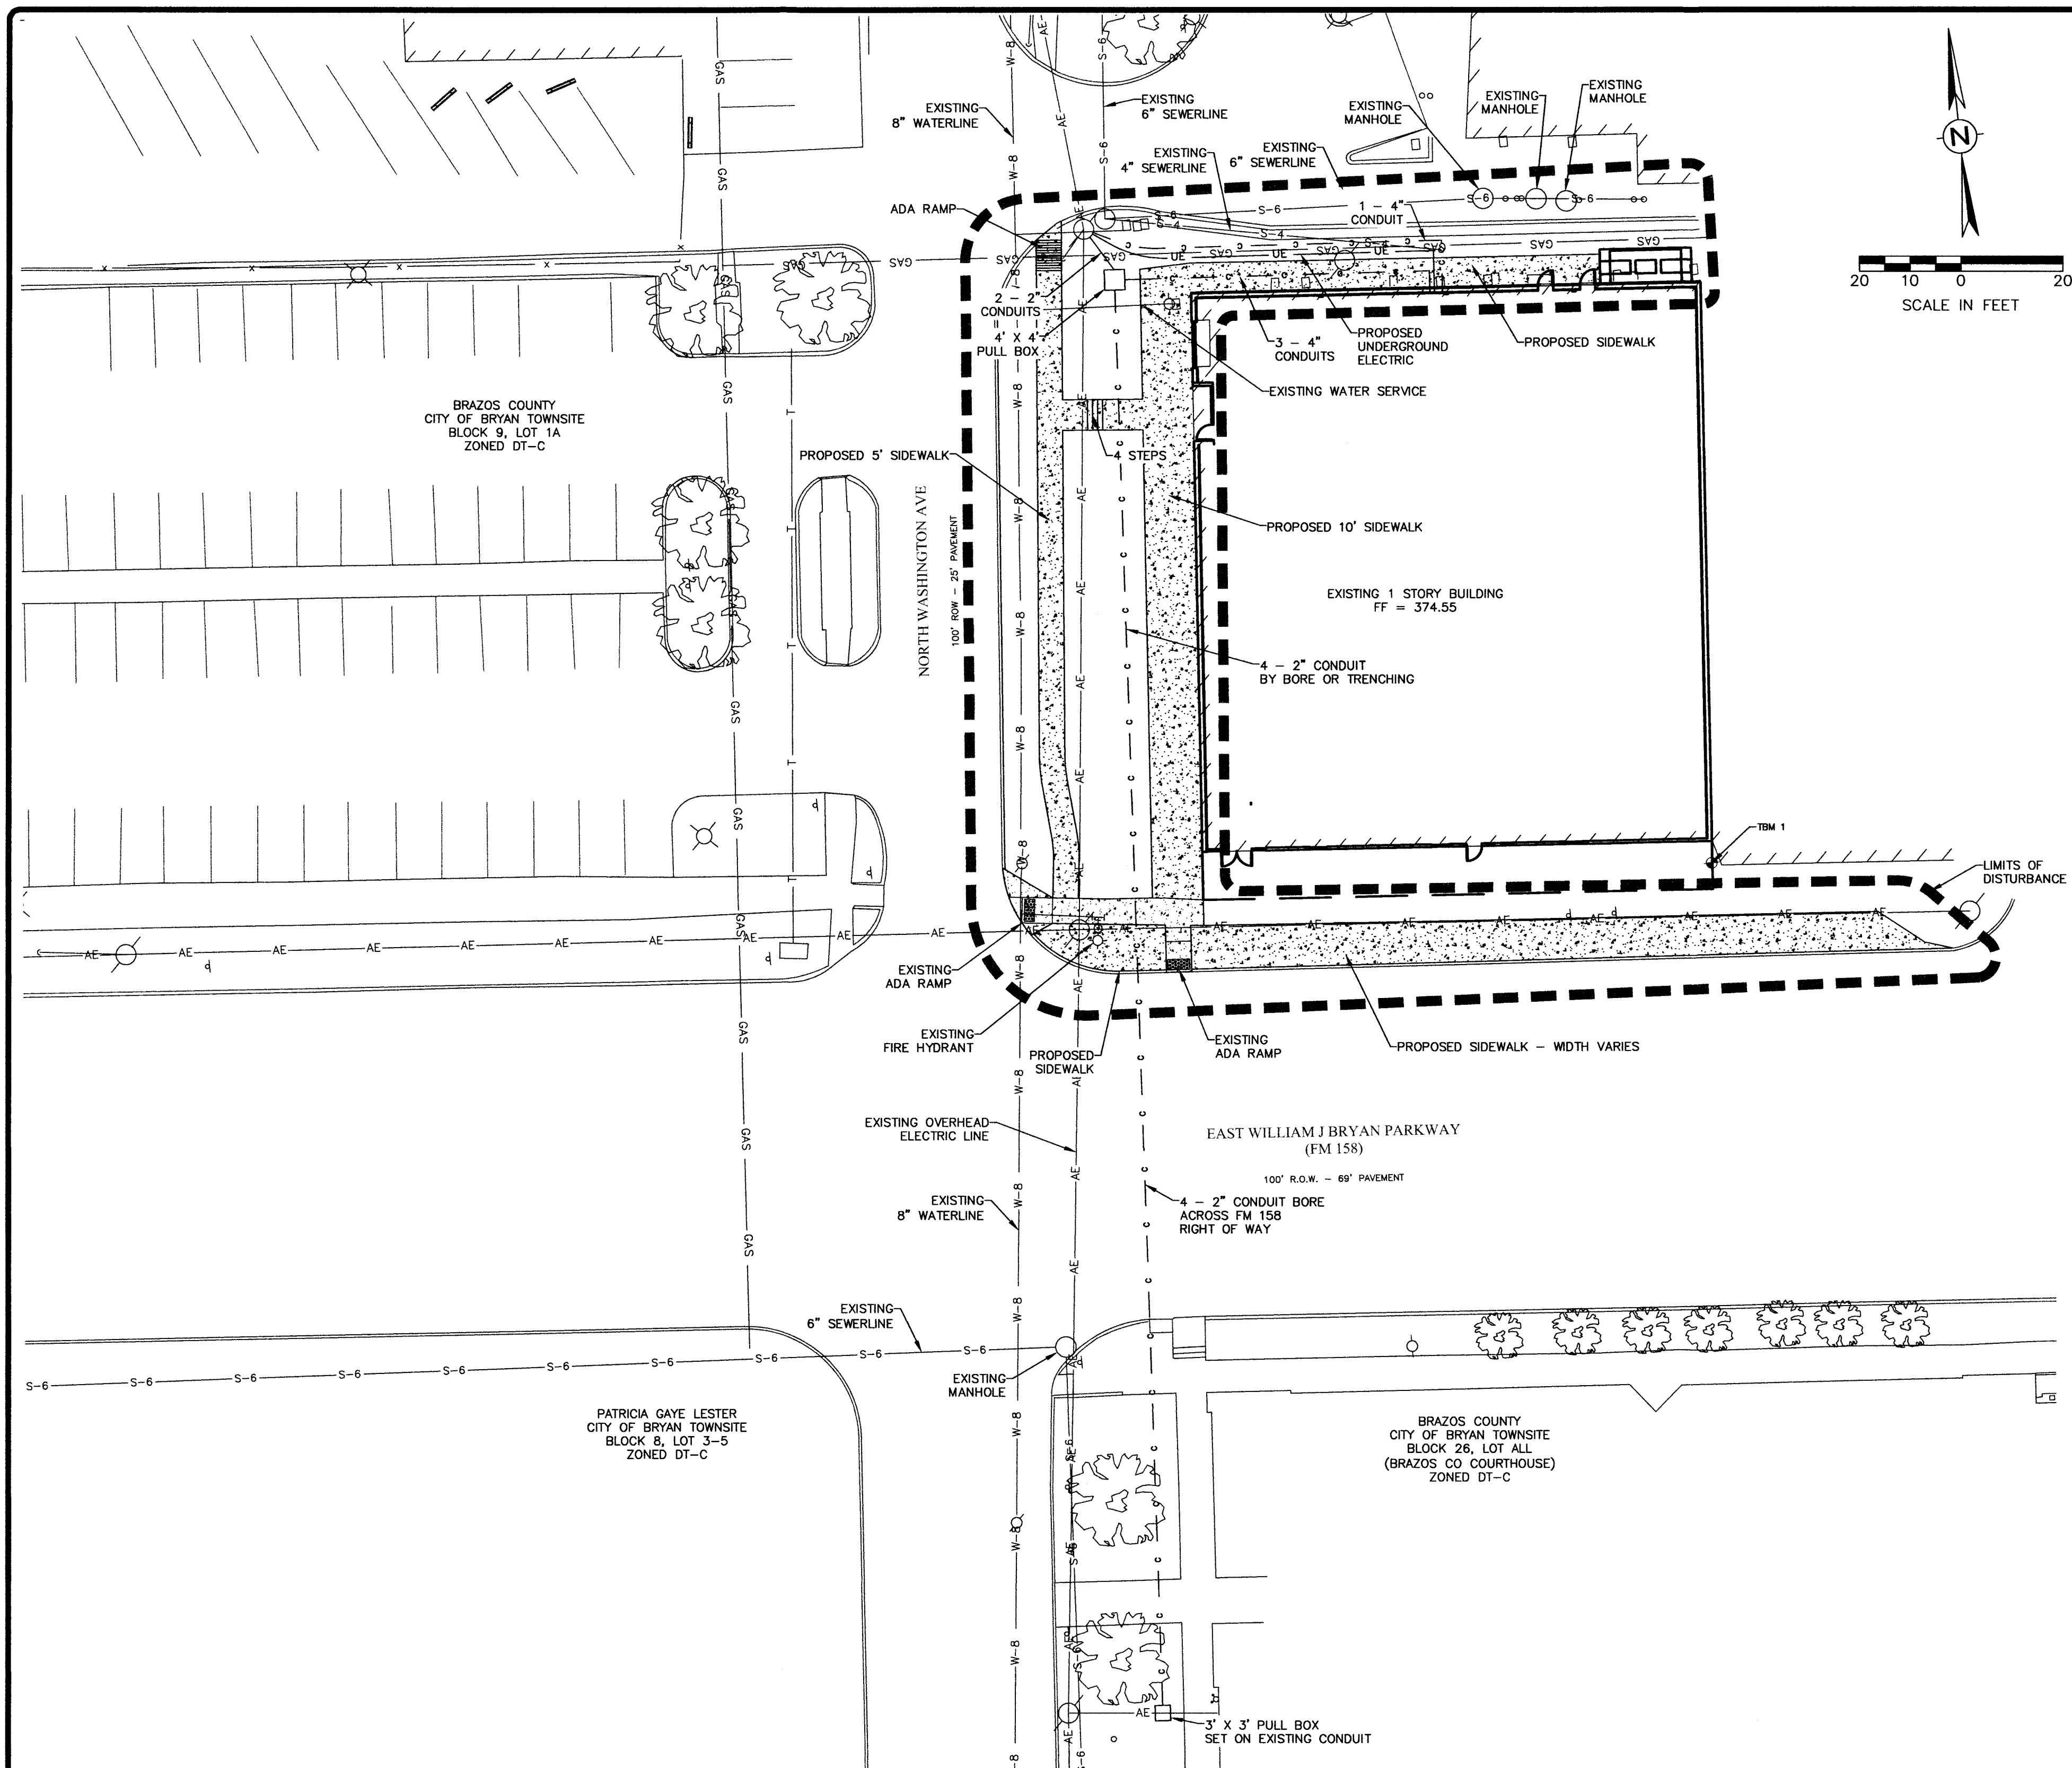 EXISTING
8" WATERLINE
EXISTING
6" SEWERLINE
EXISTING
4" SEWERLINE
EXISTING
6" SEWERLINE
EXISTING
MANHOLE
EXISTING
MANHOLE
EXISTING
MANHOLE
N
20 10 0 20
SCALE IN FEET
ADA RAMP
1 - 4"
CONDUIT
2 - 2"
CONDUITS
4' X 4'
PULL BOX
3 - 4"
CONDUITS
PROPOSED
UNDERGROUND
ELECTRIC
PROPOSED SIDEWALK
EXISTING WATER SERVICE
BRAZOS COUNTY
CITY OF BRYAN TOWNSITE
BLOCK 9, LOT 1A
ZONED DT-C
PROPOSED 5' SIDEWALK
4 STEPS
NORTH WASHINGTON AVE
100' ROW - 25' PAVEMENT
PROPOSED 10' SIDEWALK
EXISTING 1 STORY BUILDING
FF = 374.55
4 - 2" CONDUIT
BY BORE OR TRENCHING
TBM 1
LIMITS OF
DISTURBANCE
EXISTING
ADA RAMP
EXISTING
FIRE HYDRANT
PROPOSED
SIDEWALK
EXISTING
ADA RAMP
PROPOSED SIDEWALK - WIDTH VARIES
EXISTING OVERHEAD
ELECTRIC LINE
EAST WILLIAM J BRYAN PARKWAY
(FM 158)
100' R.O.W. - 69' PAVEMENT
EXISTING
8" WATERLINE
4 - 2" CONDUIT BORE
ACROSS FM 158
RIGHT OF WAY
EXISTING
6" SEWERLINE
EXISTING
MANHOLE
PATRICIA GAYE LESTER
CITY OF BRYAN TOWNSITE
BLOCK 8, LOT 3-5
ZONED DT-C
BRAZOS COUNTY
CITY OF BRYAN TOWNSITE
BLOCK 26, LOT ALL
(BRAZOS CO COURTHOUSE)
ZONED DT-C
3' X 3' PULL BOX
SET ON EXISTING CONDUIT